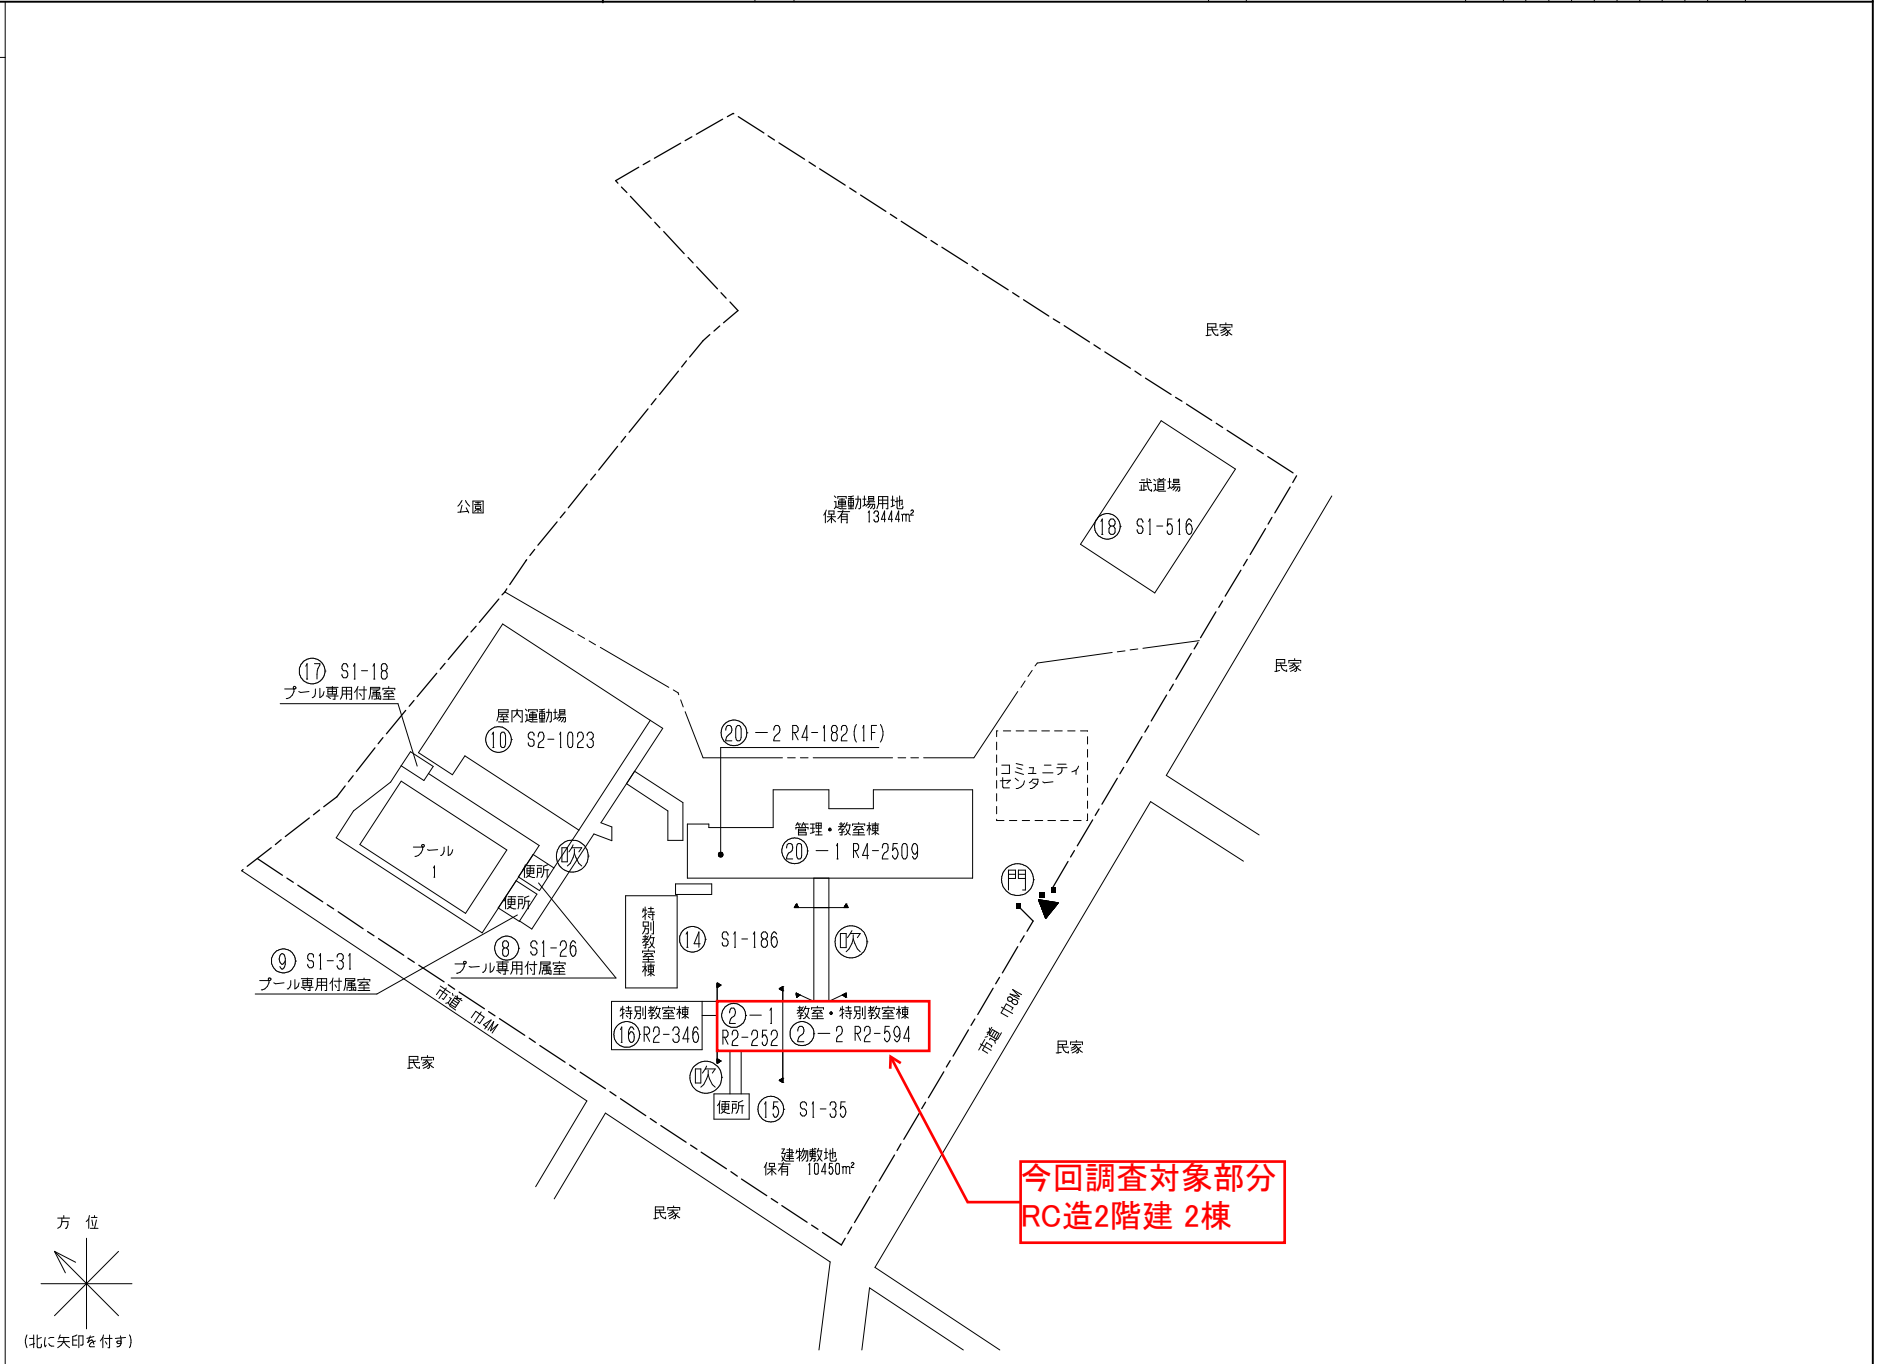 民家
武道場
⑱ S1-516
公園
運動場用地
保有 13444㎡
民家
⑰ S1-18
プール専用付属室
屋内運動場
⑩ S2-1023
⑳-2 R4-182(1F)
コミュニティ
センター
管理・教室棟
⑳-1 R4-2509
プール
1
吹
便所
便所
門
特別教室棟
⑭ S1-186
吹
⑧ S1-26
プール専用付属室
⑨ S1-31
プール専用付属室
市道 巾4M
市道 巾8M
特別教室棟
⑯R2-346
②-1
R2-252
教室・特別教室棟
②-2 R2-594
民家
民家
吹
便所
⑮ S1-35
建物敷地
保有 10450㎡
今回調査対象部分
RC造2階建 2棟
民家
方 位
(北に矢印を付す)